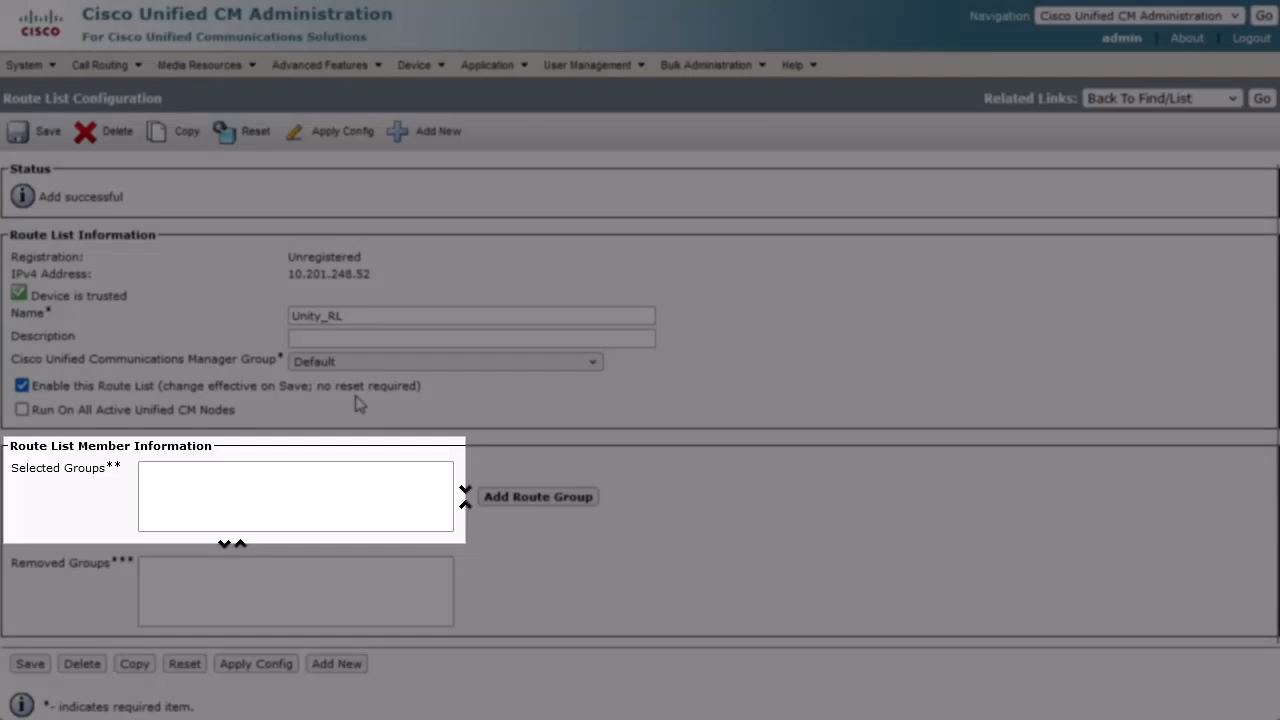 CISCO
Cisco Unified CM Administration
For Cisco Unified Communications Solutions
Navigation Cisco Unified CM Administration Go
admin | About | Logout
System Call Routing Media Resources Advanced Features Device Application User Management Bulk Administration Help
Route List Configuration
Related Links: Back To Find/List Go
Save Delete Copy Reset Apply Config Add New
Status
Add successful
Route List Information
Registration: Unregistered
IPv4 Address: 10.201.248.52
Device is trusted
Name* Unity_RL
Description
Cisco Unified Communications Manager Group* Default
Enable this Route List (change effective on Save; no reset required)
Run On All Active Unified CM Nodes
Route List Member Information
Selected Groups**
Add Route Group
Removed Groups***
Save Delete Copy Reset Apply Config Add New
*- indicates required item.